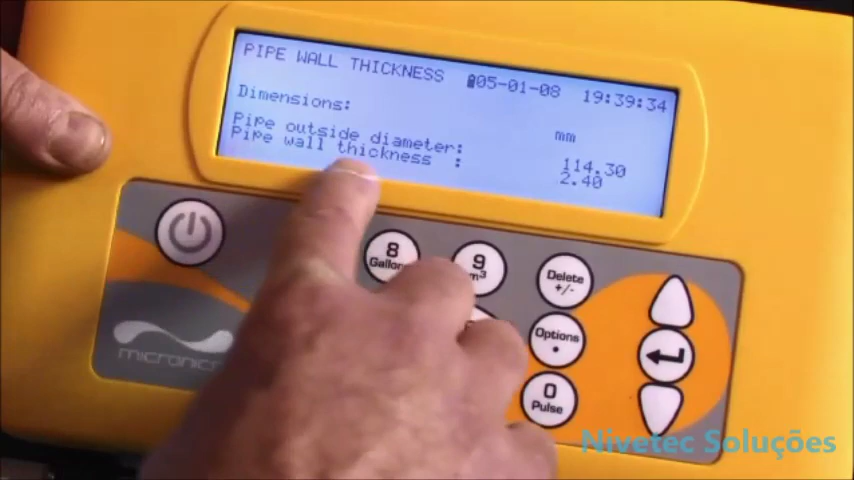 PIPE WALL THICKNESS 05-01-08 19:39:34
Dimensions: mm
Pipe outside diameter: 114.30
Pipe wall thickness : 2.40
8
Gallons
9
m³
Delete
+/-
Options
•
0
Pulse
micronics
Nivetec Soluções